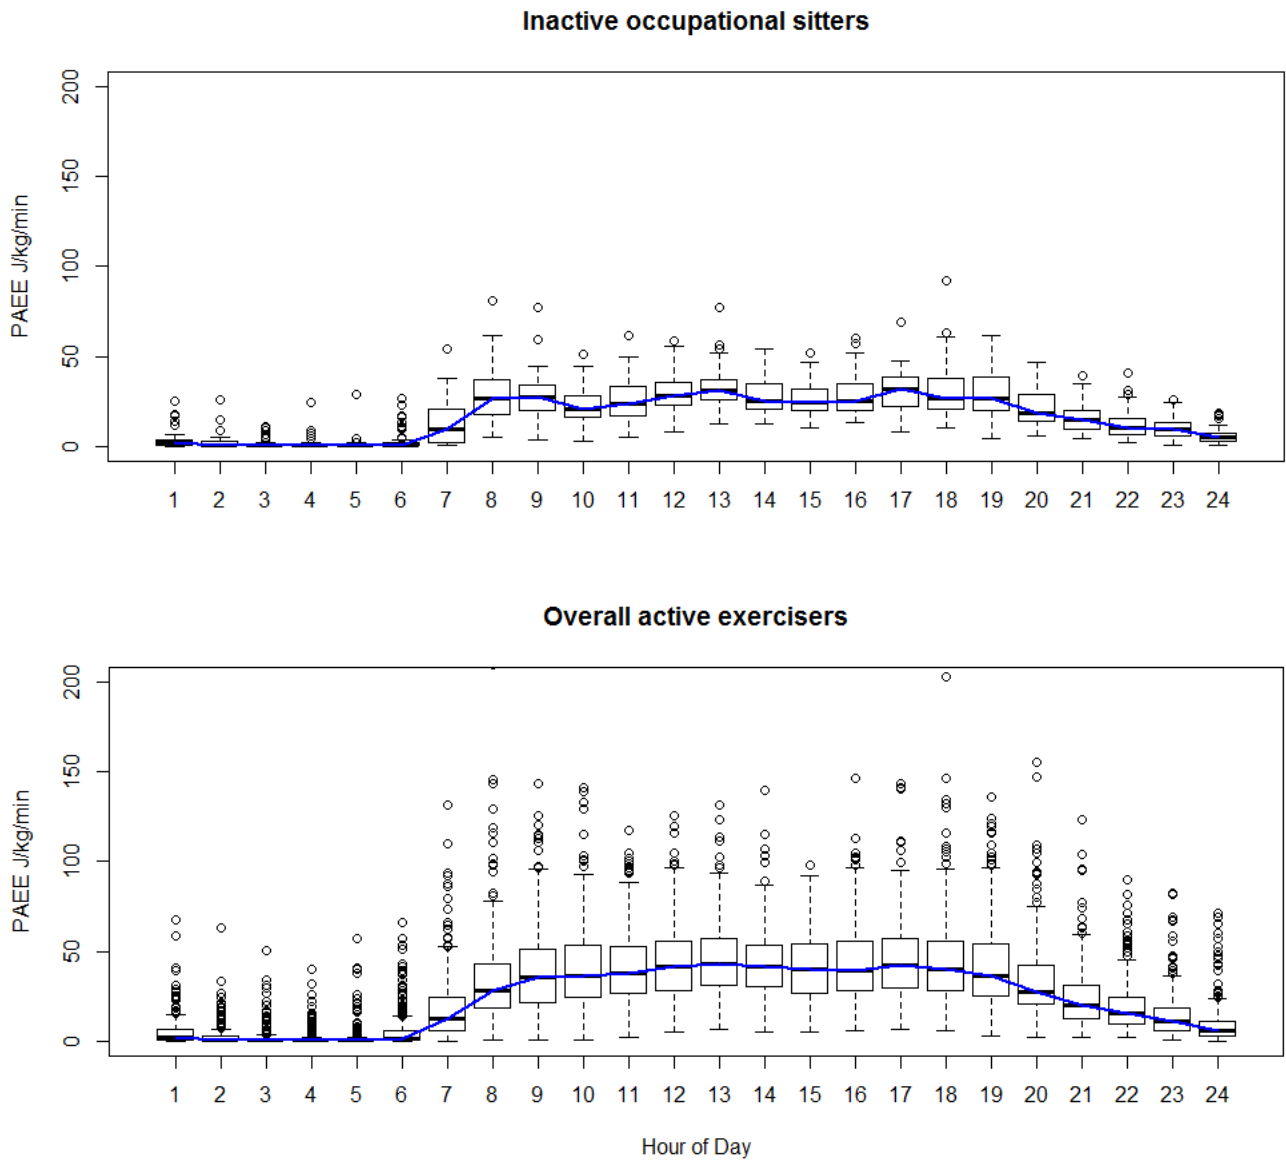 Inactive occupational sitters
200
150
100
50
0
PAEE J/kg/min
1 2 3 4 5 6 7 8 9 10 11 12 13 14 15 16 17 18 19 20 21 22 23 24
Overall active exercisers
200
150
100
50
0
PAEE J/kg/min
1 2 3 4 5 6 7 8 9 10 11 12 13 14 15 16 17 18 19 20 21 22 23 24
Hour of Day